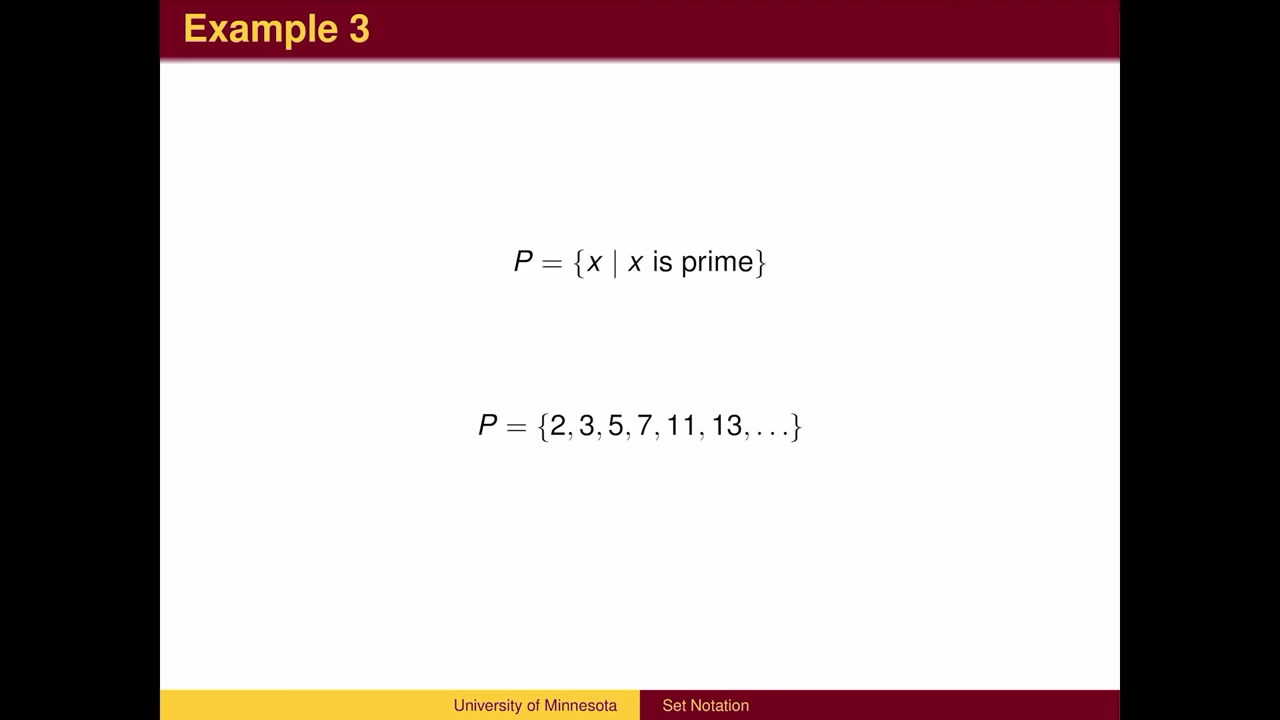 Example 3
P = {x | x is prime}
P = {2, 3, 5, 7, 11, 13, . . .}
University of Minnesota
Set Notation